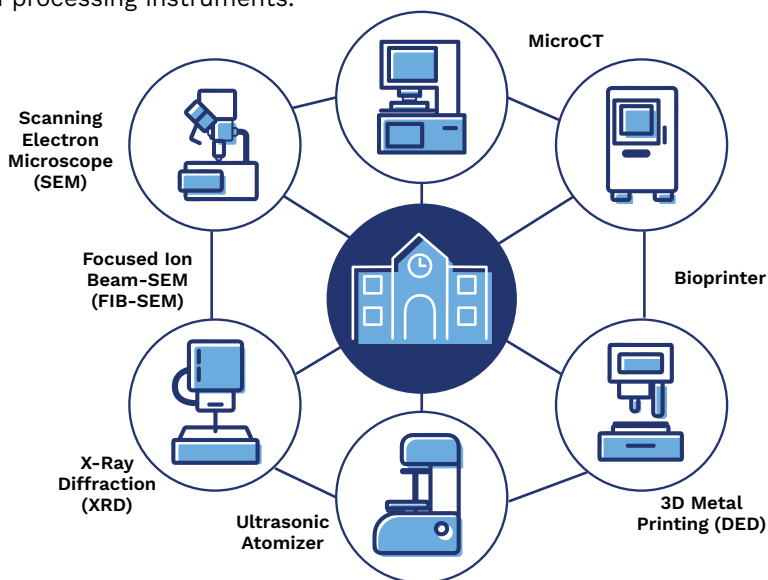 processing instruments.
MicroCT
Scanning
Electron
Microscope
(SEM)
Focused Ion
Beam-SEM
(FIB-SEM)
Bioprinter
X-Ray
Diffraction
(XRD)
Ultrasonic
Atomizer
3D Metal
Printing (DED)